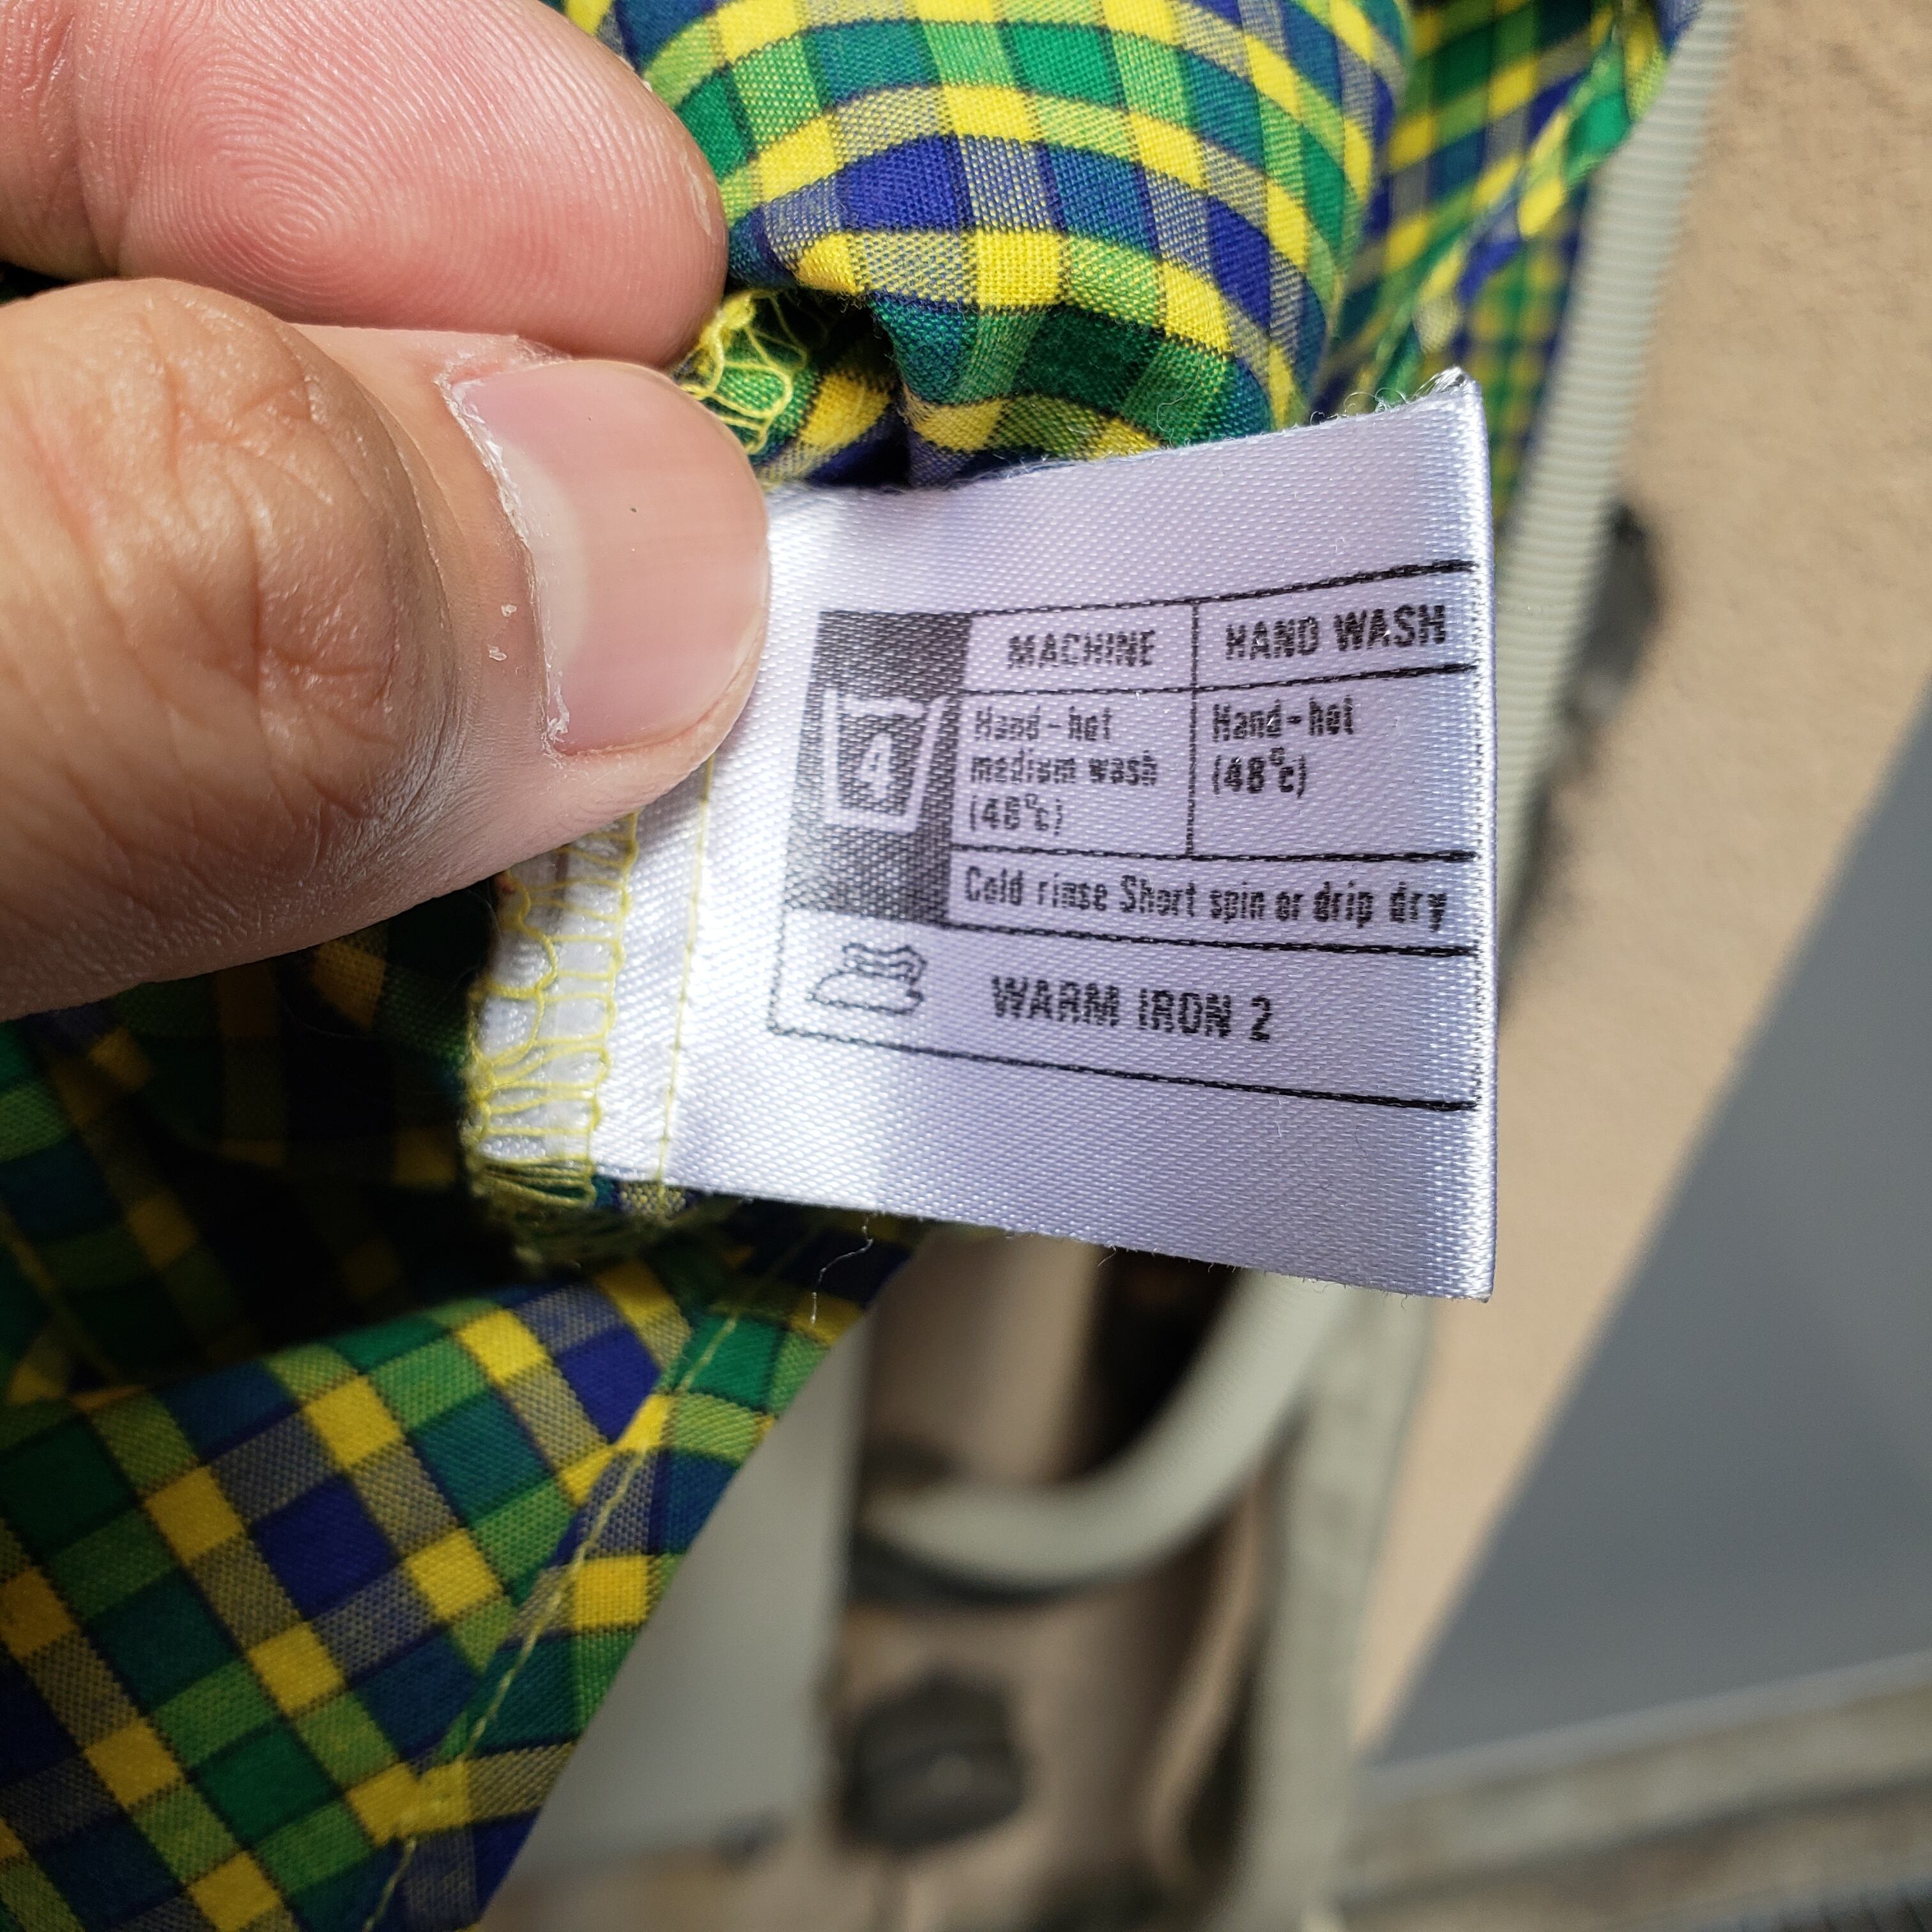 MACHINE HAND WASH
4
Hand-hot Hand-hot
medium wash (48°c)
(48°c)
Cold rinse Short spin or drip dry
WARM IRON 2